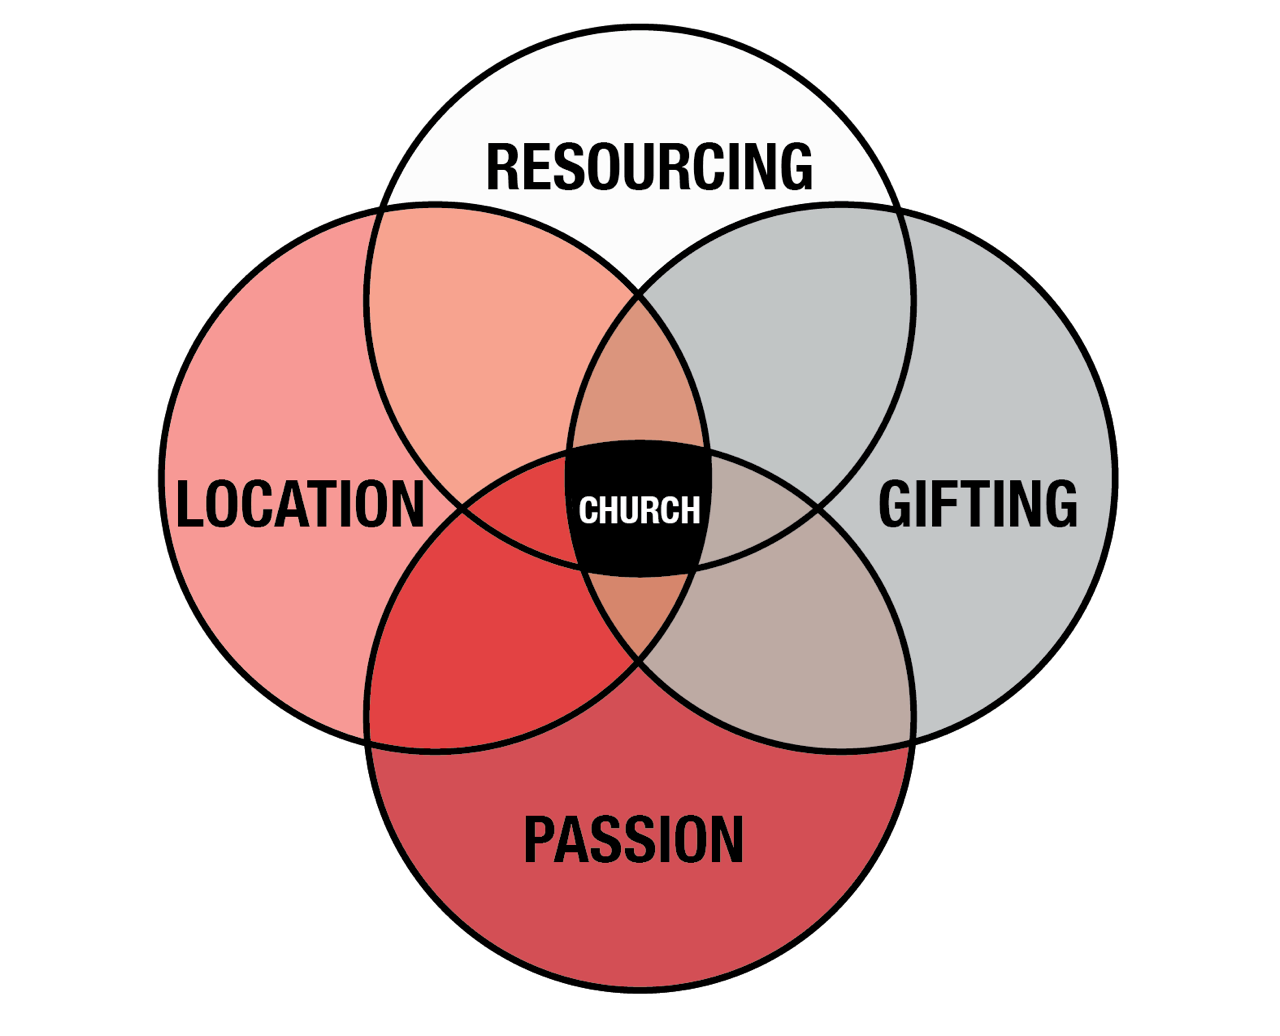 RESOURCING
LOCATION
CHURCH
GIFTING
PASSION